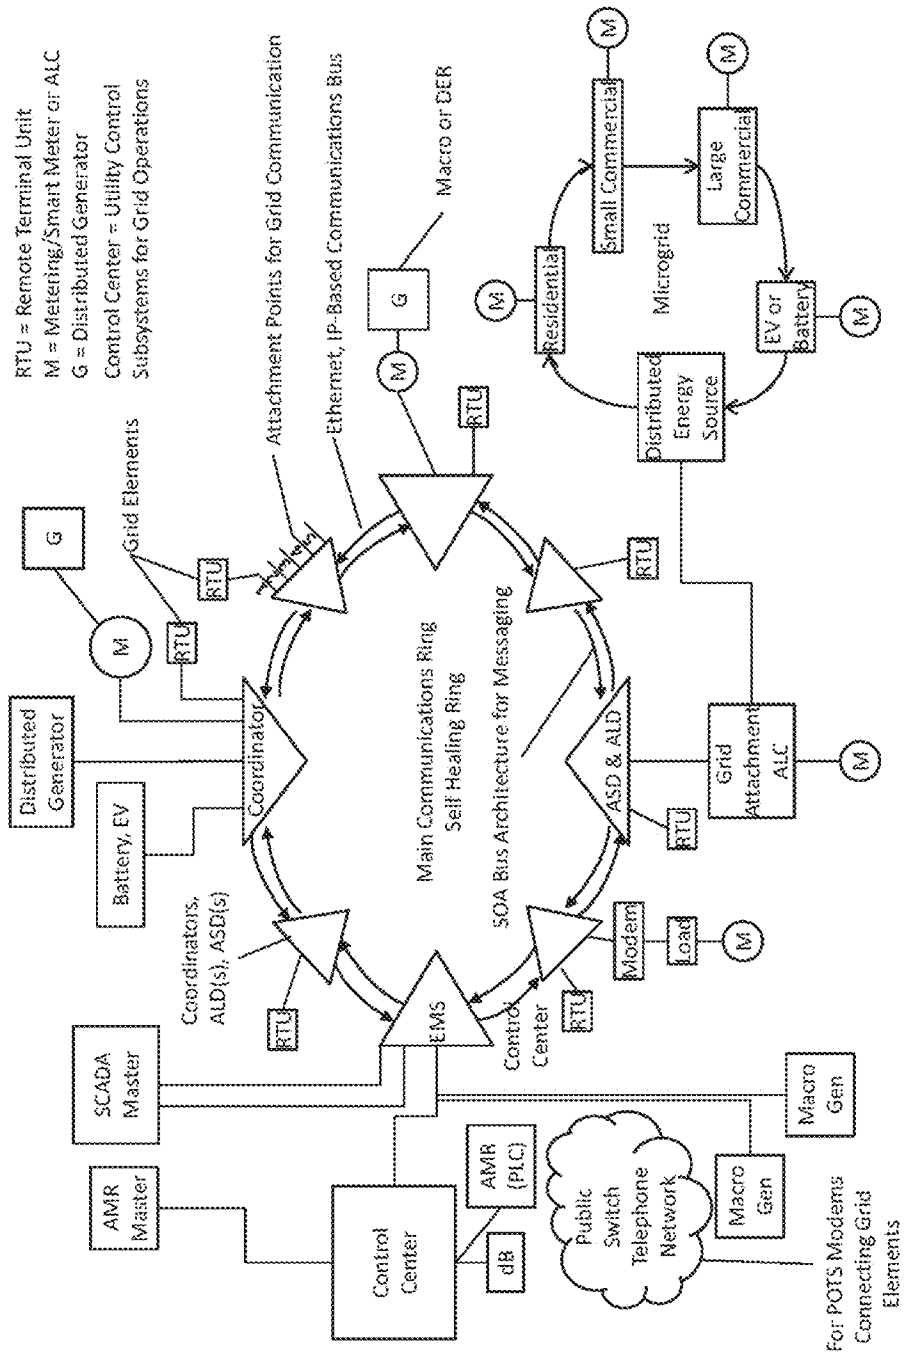 RTU = Remote Terminal Unit
M = Metering/Smart Meter or ALC
G = Distributed Generator
Control Center = Utility Control
Subsystems for Grid Operations
AMR
Master
SCADA
Master
Control
Center
dB
AMR
(PLC)
Public
Switch
Telephone
Network
Macro
Gen
Macro
Gen
For POTS Modems
Connecting Grid
Elements
Coordinators,
ALD(s), ASD(s)
RTU
EMS
Control
Center
RTU
Modem
Load
M
Battery, EV
Distributed
Generator
Coordinator
M
G
RTU
RTU
Grid Elements
Attachment Points for Grid Communication
Ethernet, IP-Based Communications Bus
Main Communications Ring
Self Healing Ring
SOA Bus Architecture for Messaging
ASD & ALD
RTU
Grid
Attachment
ALC
M
RTU
RTU
M
G
Macro or DER
Distributed
Energy
Source
Residential
M
Small Commercial
M
Large
Commercial
M
EV or
Battery
M
Microgrid